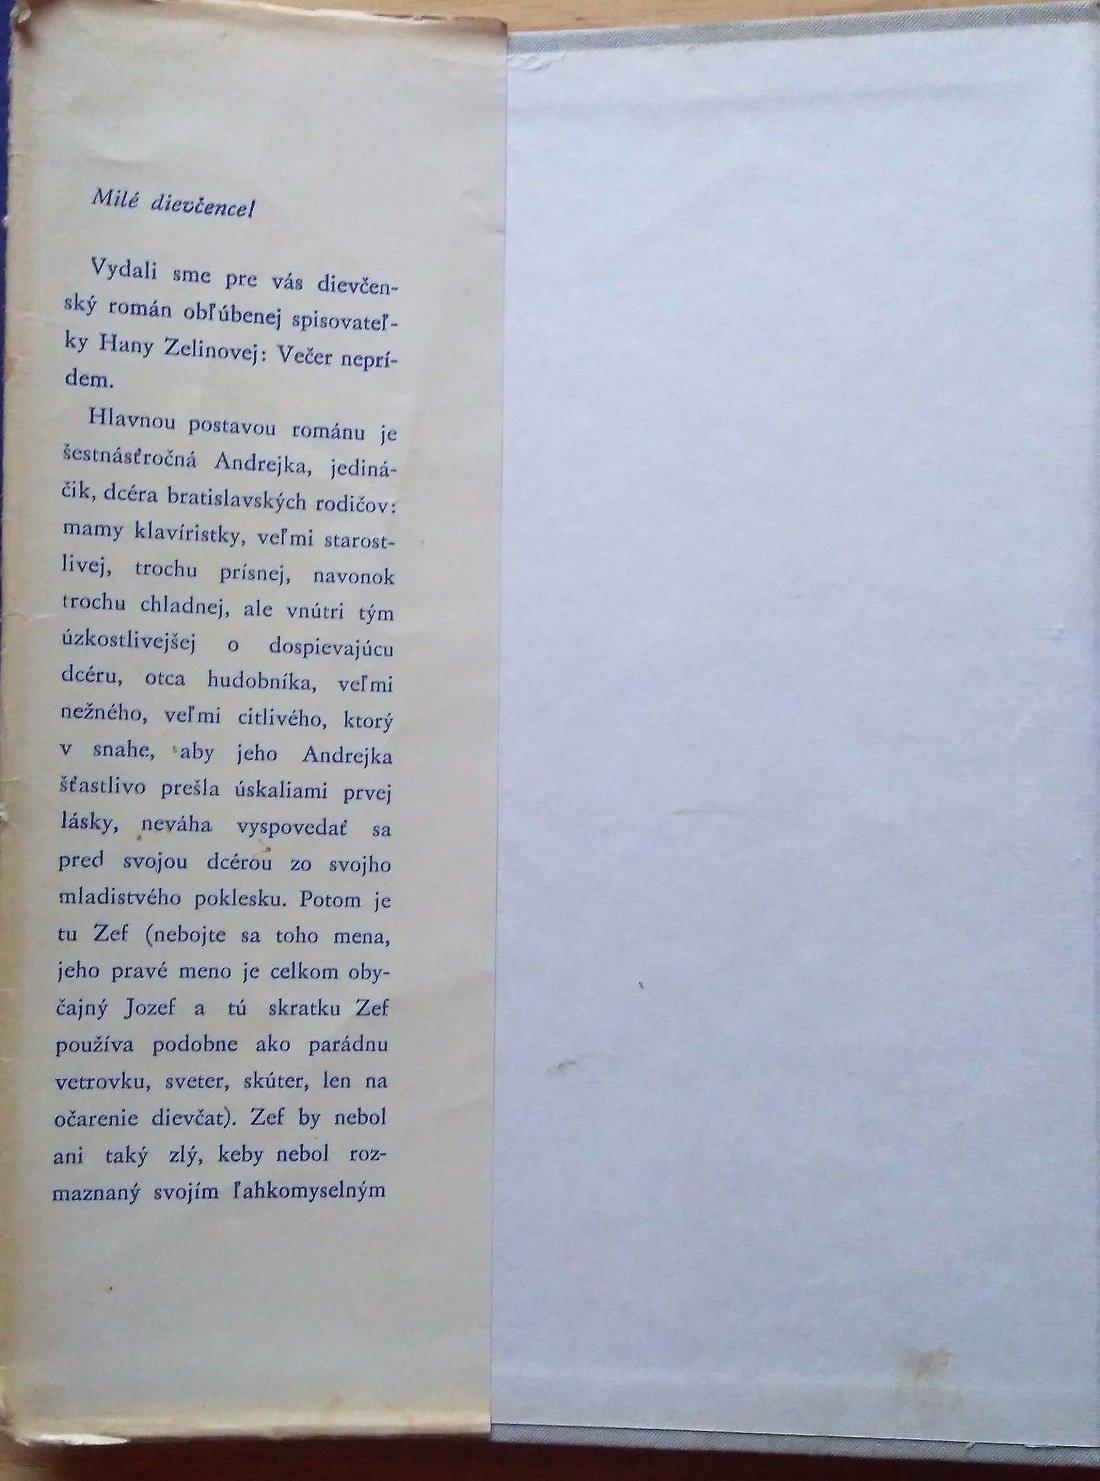 Milé dievčence!
Vydali sme pre vás dievčen-
ský román obľúbenej spisovateľ-
ky Hany Zelinovej: Večer neprí-
dem.
Hlavnou postavou románu je
šestnásťročná Andrejka, jediná-
čik, dcéra bratislavských rodičov:
mamy klavíristky, veľmi starost-
livej, trochu prísnej, navonok
trochu chladnej, ale vnútri tým
úzkostlivejšej o dospievajúcu
dcéru, otca hudobníka, veľmi
nežného, veľmi citlivého, ktorý
v snahe, aby jeho Andrejka
šťastlivo prešla úskaliami prvej
lásky, neváha vyspovedať sa
pred svojou dcérou zo svojho
mladistvého poklesku. Potom je
tu Zef (nebojte sa toho mena,
jeho pravé meno je celkom oby-
čajný Jozef a tú skratku Zef
používa podobne ako parádnu
vetrovku, sveter, skúter, len na
očarenie dievčat). Zef by nebol
ani taký zlý, keby nebol roz-
maznaný svojím ľahkomyselným